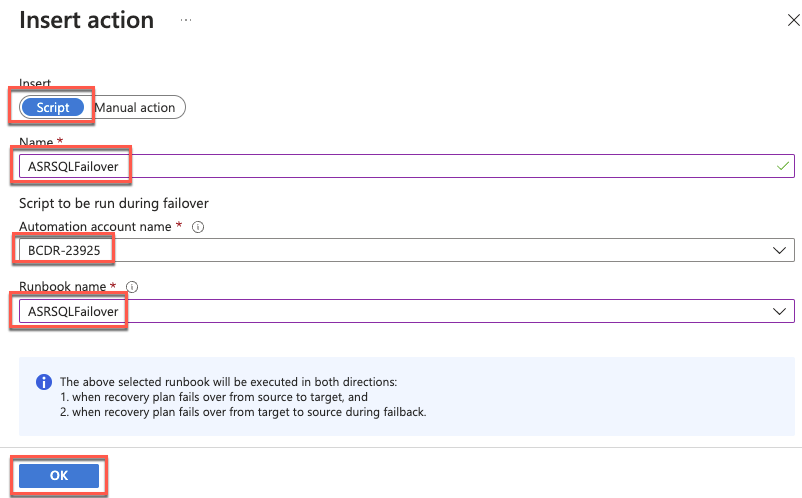 Insert action ...
Insert
Script Manual action
Name *
ASRSQLFailover
Script to be run during failover
Automation account name *
BCDR-23925
Runbook name *
ASRSQLFailover
The above selected runbook will be executed in both directions:
1. when recovery plan fails over from source to target, and
2. when recovery plan fails over from target to source during failback.
OK